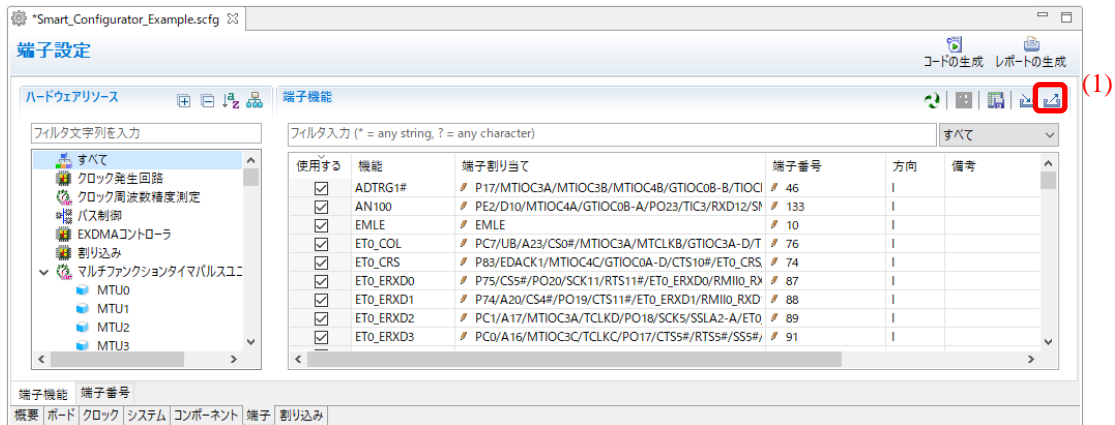 *Smart_Configurator_Example.scfg
端子設定
コードの生成 レポートの生成
(1)
ハードウェアリソース
端子機能
フィルタ文字列を入力
フィルタ入力 (* = any string, ? = any character)
すべて
すべて
クロック発生回路
クロック周波数精度測定
バス制御
EXDMAコントローラ
割り込み
マルチファンクションタイマパルスユニ
MTU0
MTU1
MTU2
MTU3
使用する 機能 端子割り当て 端子番号 方向 備考
ADTRG1# P17/MTIOC3A/MTIOC3B/MTIOC4B/GTIOC0B-B/TIOCI 46 I
AN100 PE2/D10/MTIOC4A/GTIOC0B-A/PO23/TIC3/RXD12/SM 133 I
EMLE EMLE 10 I
ET0_COL PC7/UB/A23/CS0#/MTIOC3A/MTCLKB/GTIOC3A-D/T 76 I
ET0_CRS P83/EDACK1/MTIOC4C/GTIOC0A-D/CTS10#/ET0_CRS, 74 I
ET0_ERXD0 P75/CS5#/PO20/SCK11/RTS11#/ET0_ERXD0/RMII0_RX 87 I
ET0_ERXD1 P74/A20/CS4#/PO19/CTS11#/ET0_ERXD1/RMII0_RXD 88 I
ET0_ERXD2 PC1/A17/MTIOC3A/TCLKD/PO18/SCK5/SSLA2-A/ET0_ 89 I
ET0_ERXD3 PC0/A16/MTIOC3C/TCLKC/PO17/CTS5#/RTS5#/SS5#/ 91 I
端子機能 端子番号
概要 ボード クロック システム コンポーネント 端子 割り込み